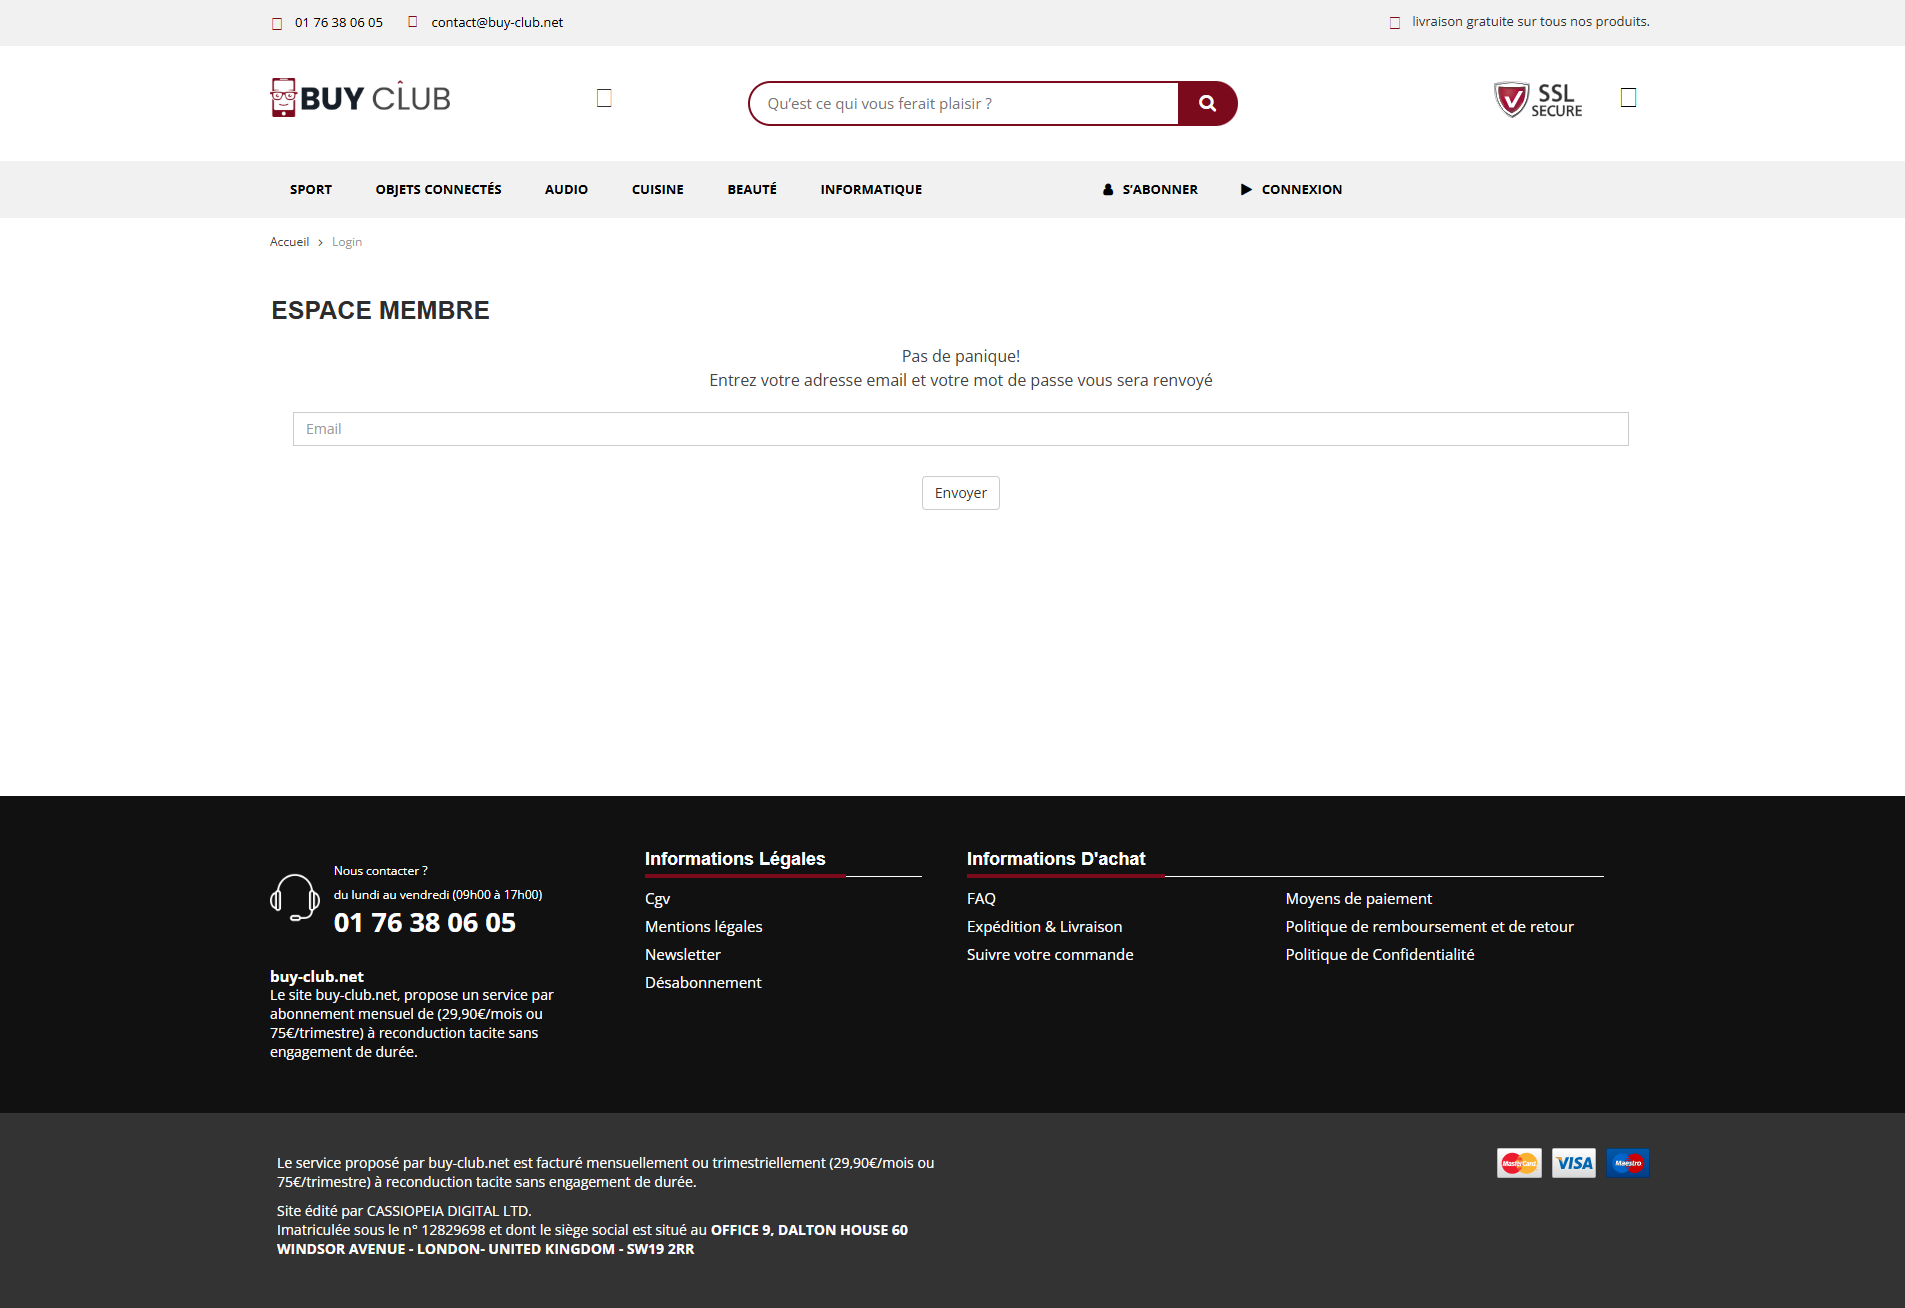 01 76 38 06 05
contact@buy-club.net
livraison gratuite sur tous nos produits.
BUY CLUB
Qu’est ce qui vous ferait plaisir ?
SSL
SECURE
SPORT
OBJETS CONNECTÉS
AUDIO
CUISINE
BEAUTÉ
INFORMATIQUE
S’ABONNER
CONNEXION
Accueil > Login
ESPACE MEMBRE
Pas de panique!
Entrez votre adresse email et votre mot de passe vous sera renvoyé
Email
Envoyer
Nous contacter ?
du lundi au vendredi (09h00 à 17h00)
01 76 38 06 05
buy-club.net
Le site buy-club.net, propose un service par
abonnement mensuel de (29,90€/mois ou
75€/trimestre) à reconduction tacite sans
engagement de durée.
Informations Légales
Cgv
Mentions légales
Newsletter
Désabonnement
Informations D'achat
FAQ
Expédition & Livraison
Suivre votre commande
Moyens de paiement
Politique de remboursement et de retour
Politique de Confidentialité
Le service proposé par buy-club.net est facturé mensuellement ou trimestriellement (29,90€/mois ou
75€/trimestre) à reconduction tacite sans engagement de durée.
Site édité par CASSIOPEIA DIGITAL LTD.
Imatriculée sous le n° 12829698 et dont le siège social est situé au OFFICE 9, DALTON HOUSE 60
WINDSOR AVENUE - LONDON- UNITED KINGDOM - SW19 2RR
MasterCard
VISA
Maestro